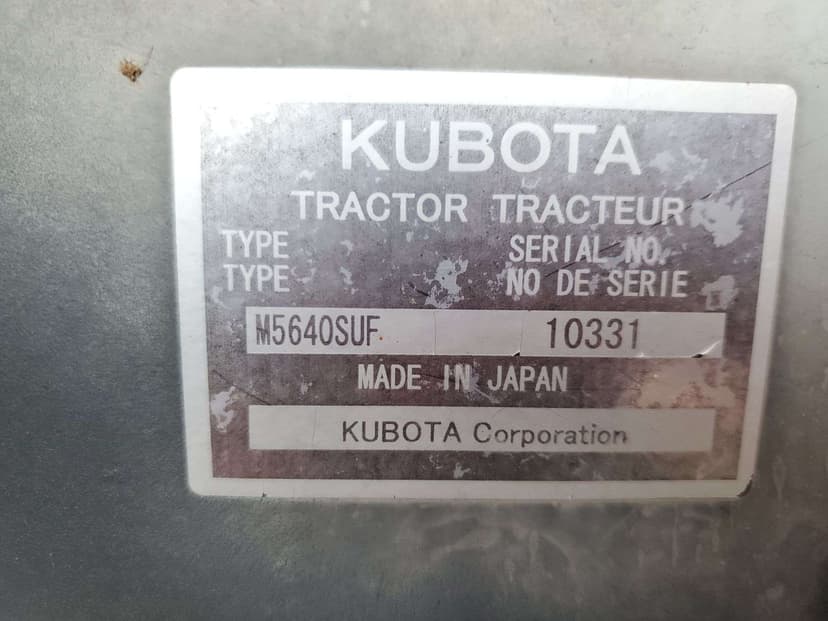 KUBOTA
TRACTOR TRACTEUR
TYPE SERIAL NO.
TYPE NO DE SERIE
M5640SUF 10331
MADE IN JAPAN
KUBOTA Corporation